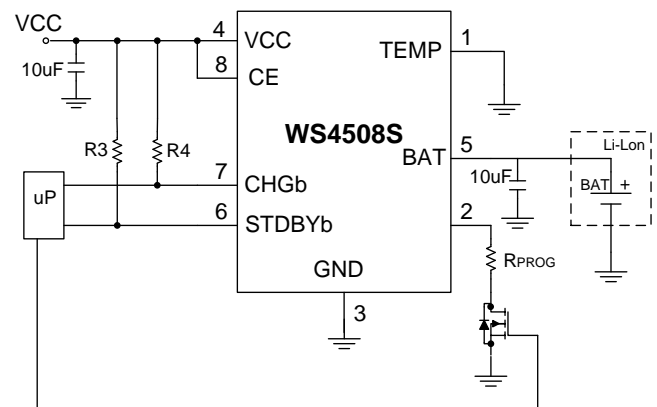 VCC
4
VCC
TEMP
1
10uF
8
CE
WS4508S
R3
R4
BAT
5
Li-Lon
10uF
BAT
+
7
CHGb
uP
6
STDBYb
2
RPROG
GND
3